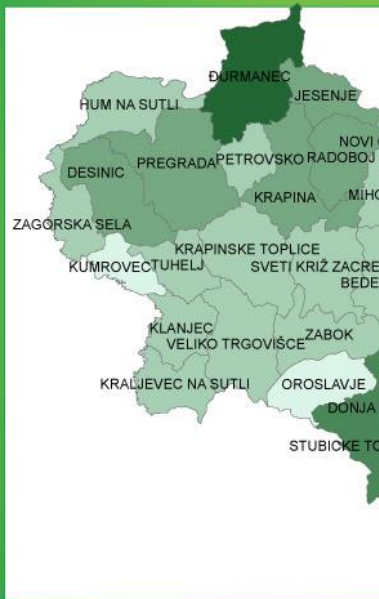 ĐURMANEC
JESENJE
HUM NA SUTLI
NOVI
PREGRADA
PETROVSKO
RADOBOJ
DESINIC
KRAPINA
MIHO
ZAGORSKA SELA
KRAPINSKE TOPLICE
KUMROVEC
TUHELJ
SVETI KRIŽ ZACRE
BEDE
KLANJEC
ZABOK
VELIKO TRGOVIŠCE
KRALJEVEC NA SUTLI
OROSLAVJE
DONJA
STUBICKE TO